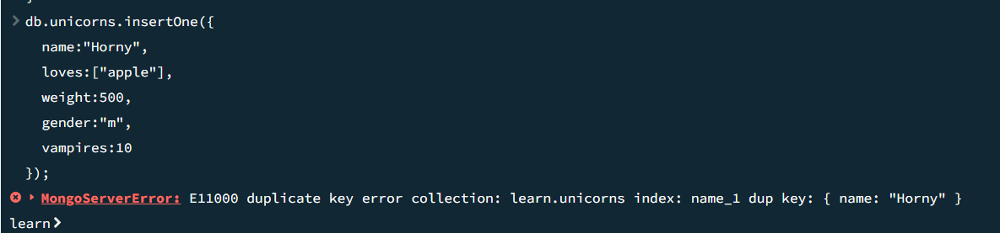 db.unicorns.insertOne({
name:"Horny",
loves:["apple"],
weight:500,
gender:"m",
vampires:10
});
MongoServerError: E11000 duplicate key error collection: learn.unicorns index: name_1 dup key: { name: "Horny" }
learn>